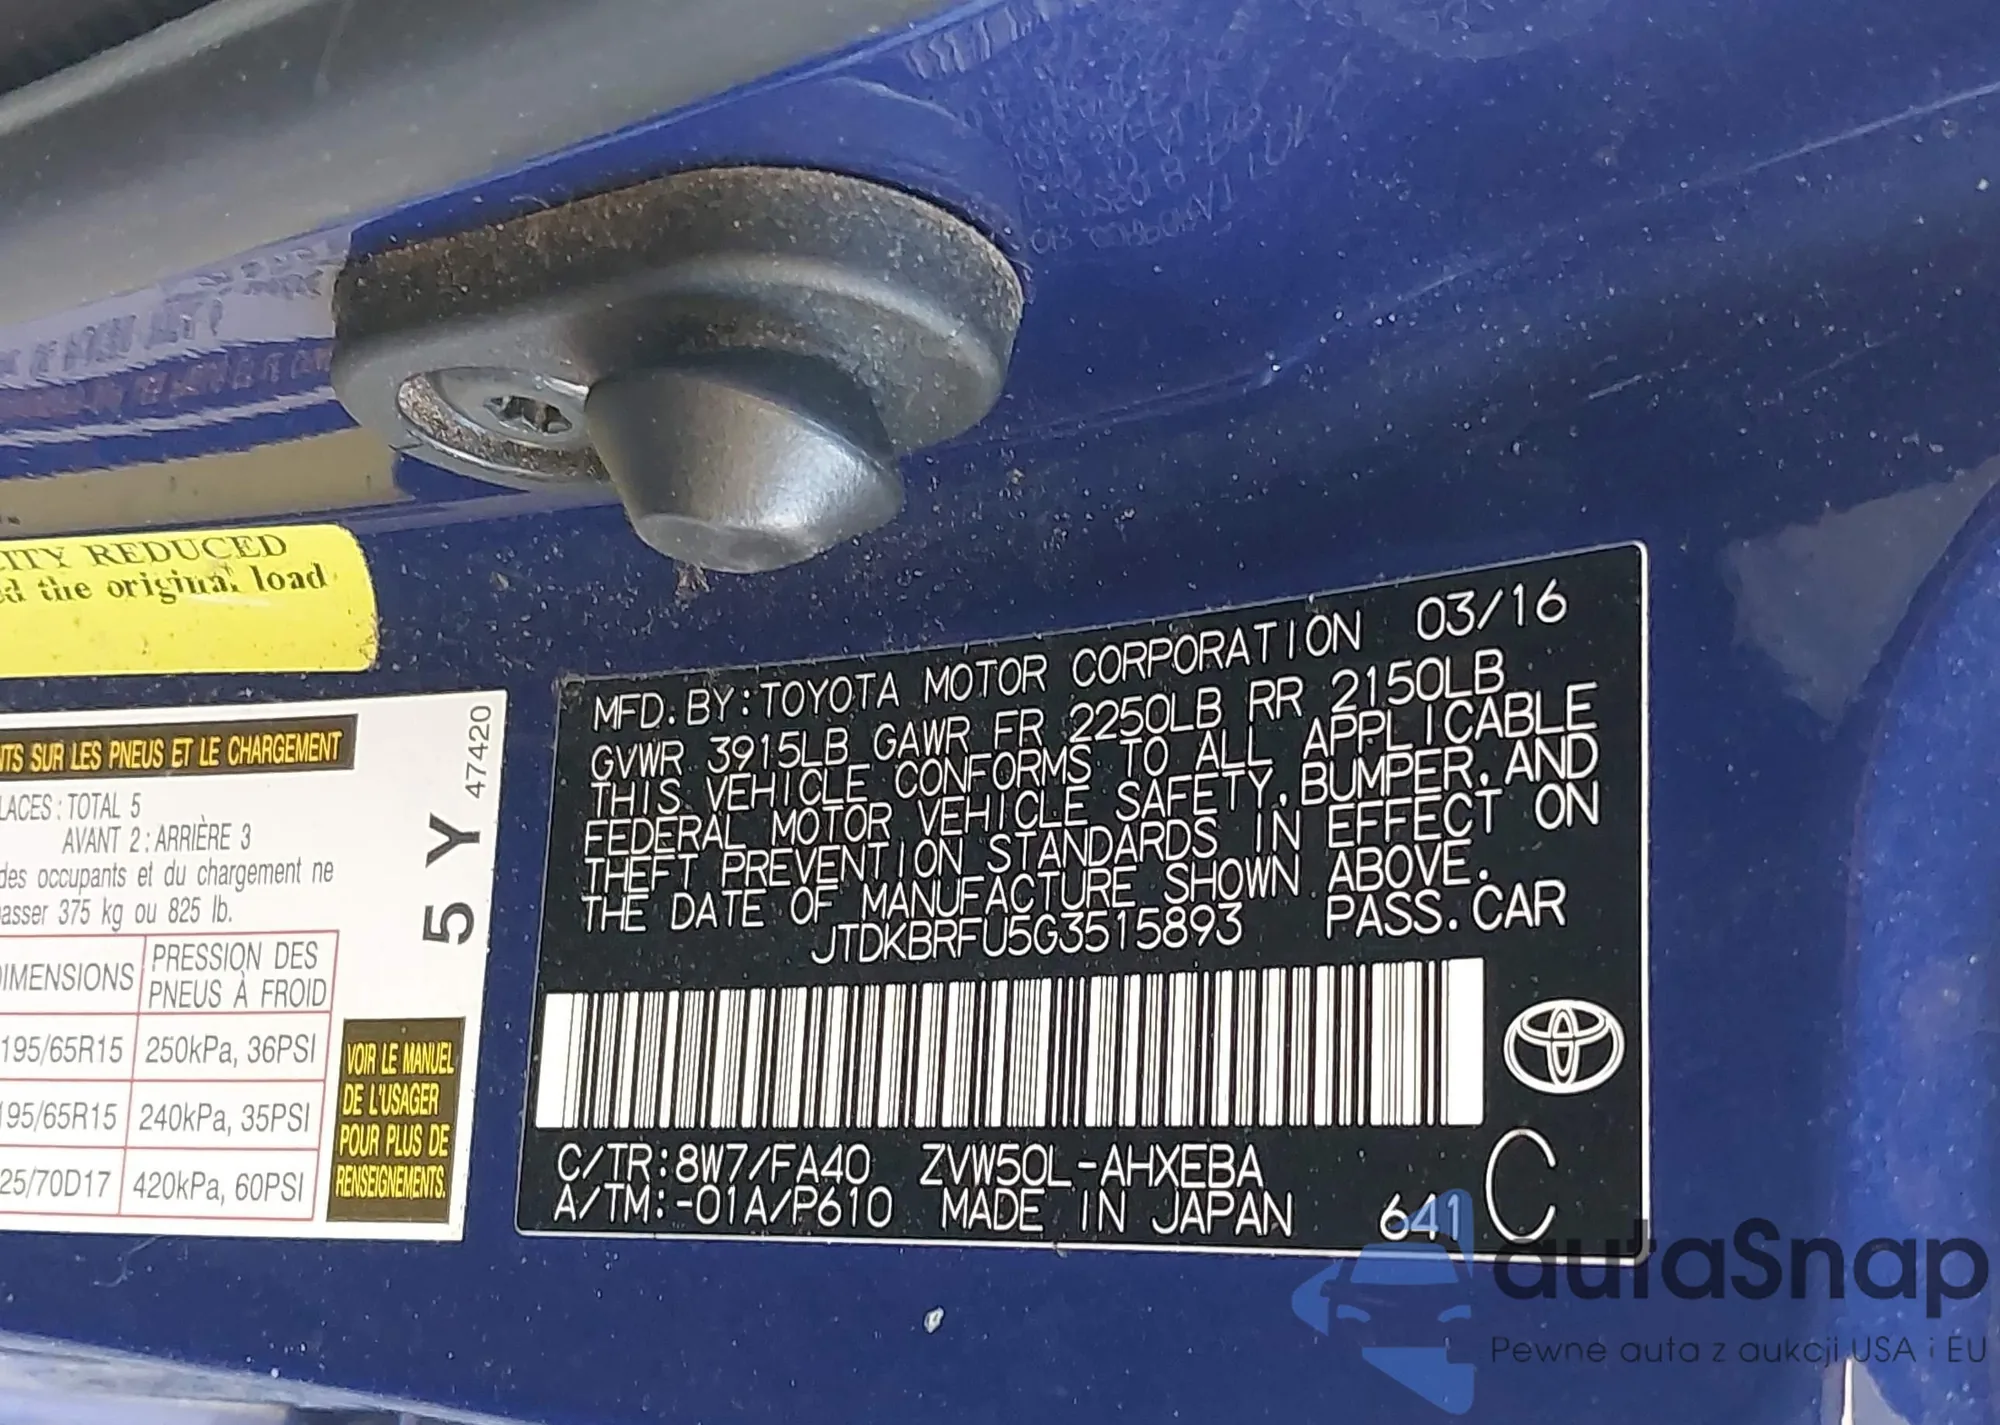 CITY REDUCED
the original load
SUR LES PNEUS ET LE CHARGEMENT
TOTAL 5
AVANT 2 : ARRIÈRE 3
des occupants et du chargement ne
375 kg ou 825 lb.
DIMENSIONS PRESSION DES
PNEUS À FROID
195/65R15 250kPa, 36PSI
195/65R15 240kPa, 35PSI
25/70D17 420kPa, 60PSI
5 Y 47420
VOIR LE MANUEL
DE L'USAGER
POUR PLUS DE
RENSEIGNEMENTS.
MFD. BY: TOYOTA MOTOR CORPORATION 03/16
GVWR 3915LB GAWR FR 2250LB RR 2150LB
THIS VEHICLE CONFORMS TO ALL APPLICABLE
FEDERAL MOTOR VEHICLE SAFETY, BUMPER, AND
THEFT PREVENTION STANDARDS IN EFFECT ON
THE DATE OF MANUFACTURE SHOWN ABOVE.
JTDKBRFU5G3515893 PASS. CAR
C/TR: 8W7/FA40 ZVW50L-AHXEBA
A/TM: -01A/P610 MADE IN JAPAN 641 C
autaSnap
Pewne auta z aukcji USA i EU